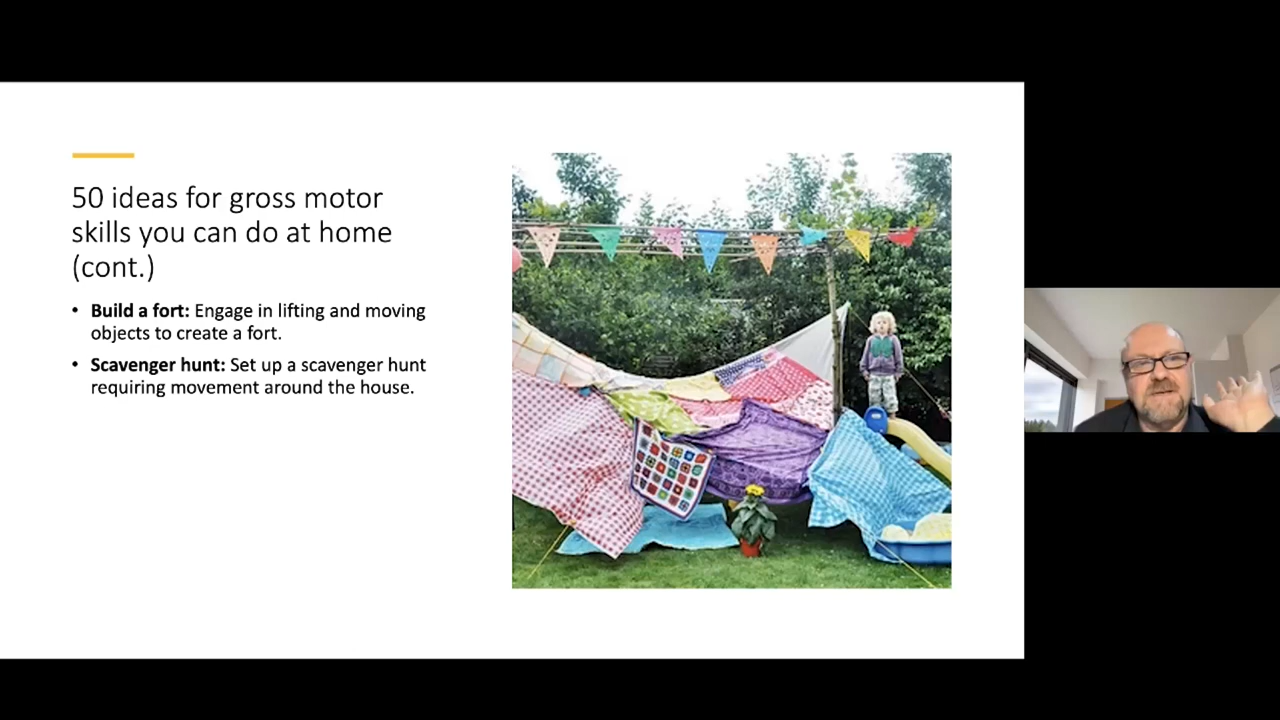 50 ideas for gross motor
skills you can do at home
(cont.)
• Build a fort: Engage in lifting and moving
objects to create a fort.
• Scavenger hunt: Set up a scavenger hunt
requiring movement around the house.